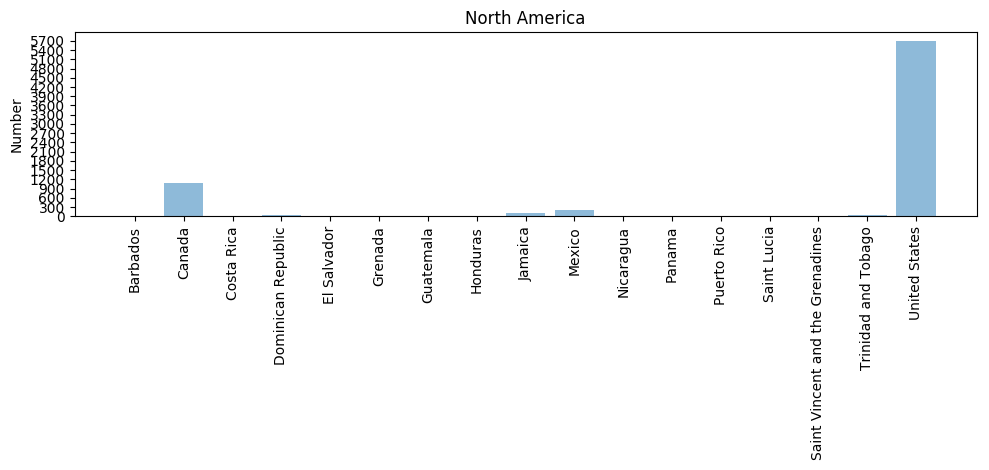 North America
Number
5700
5400
5100
4800
4500
4200
3900
3600
3300
3000
2700
2400
2100
1800
1500
1200
900
600
300
0
Barbados
Canada
Costa Rica
Dominican Republic
El Salvador
Grenada
Guatemala
Honduras
Jamaica
Mexico
Nicaragua
Panama
Puerto Rico
Saint Lucia
Saint Vincent and the Grenadines
Trinidad and Tobago
United States